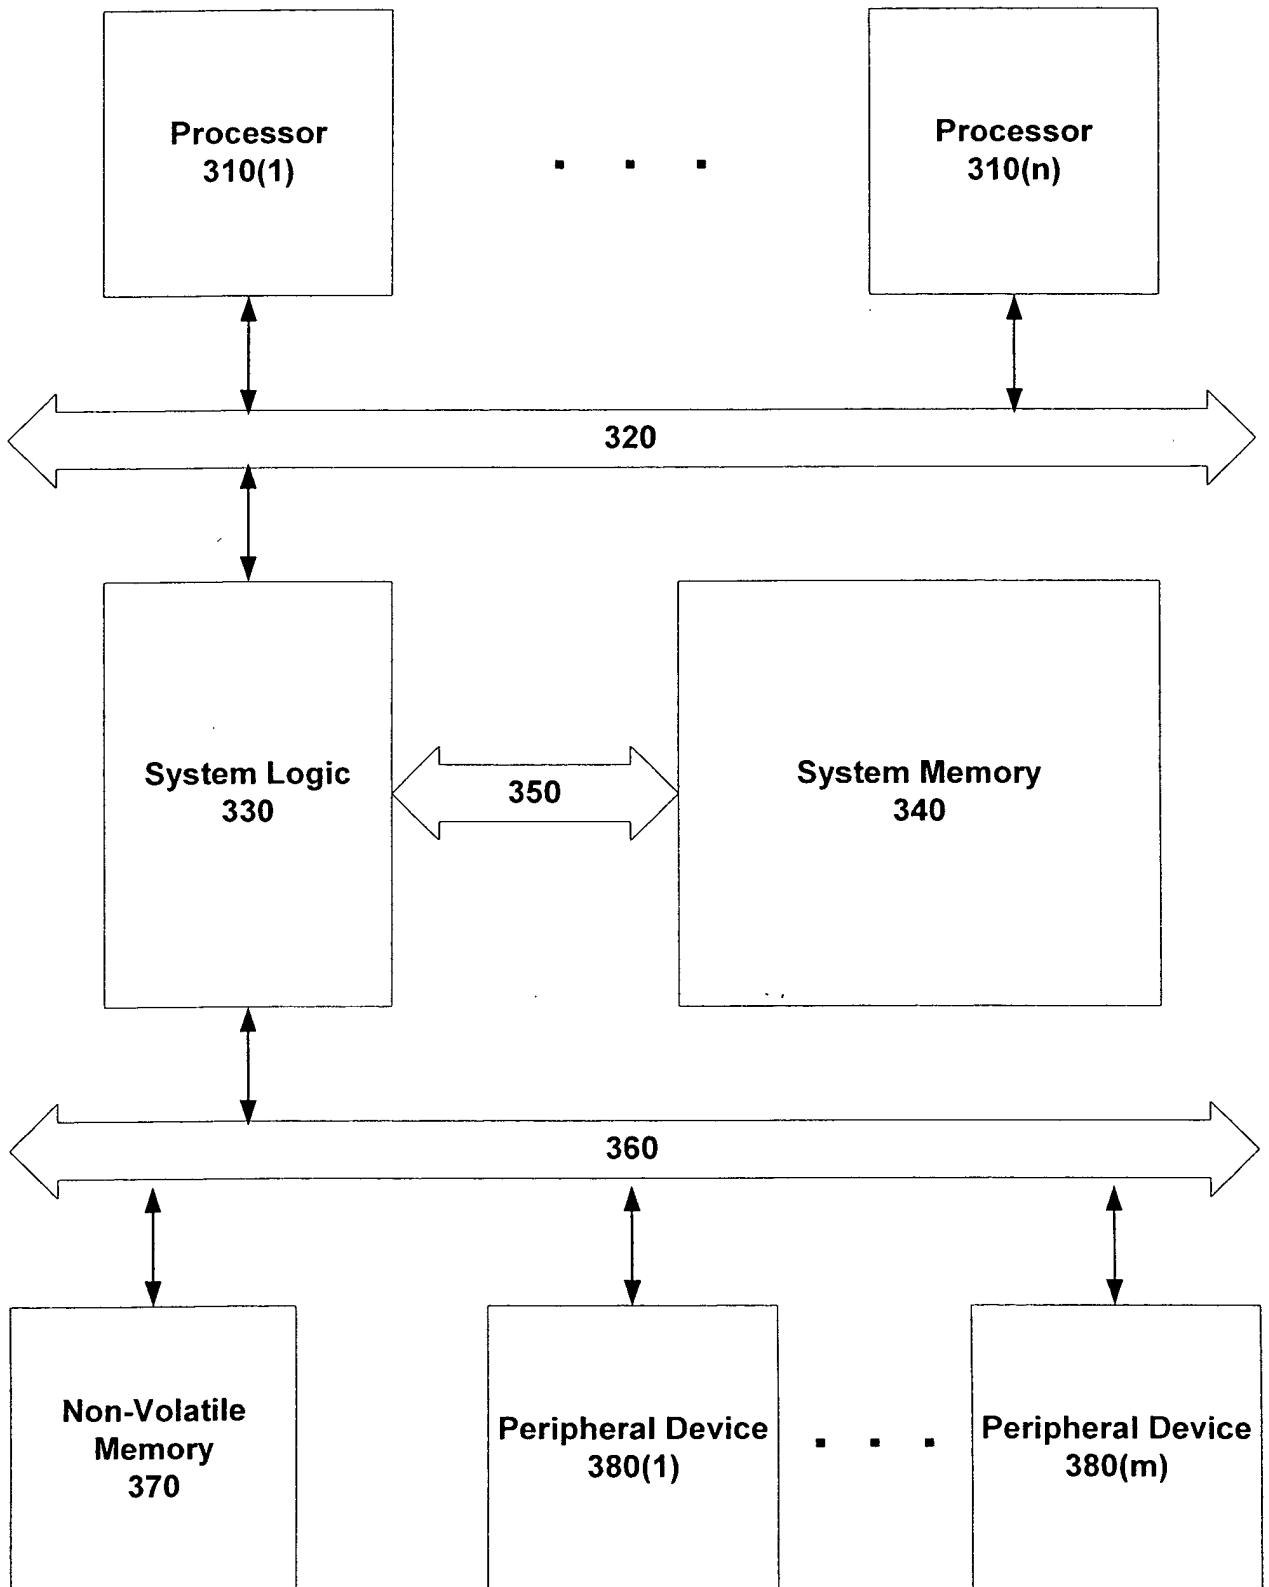 Processor
310(1)
Processor
310(n)
320
System Logic
330
350
System Memory
340
360
Non-Volatile
Memory
370
Peripheral Device
380(1)
Peripheral Device
380(m)